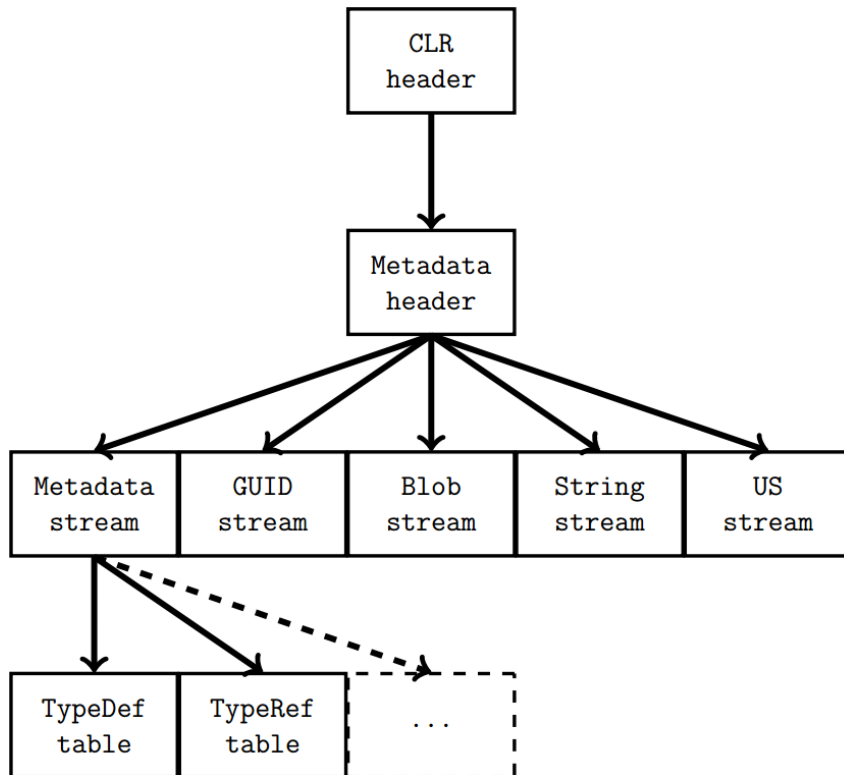 CLR
header
Metadata
header
Metadata
stream
GUID
stream
Blob
stream
String
stream
US
stream
TypeDef
table
TypeRef
table
...